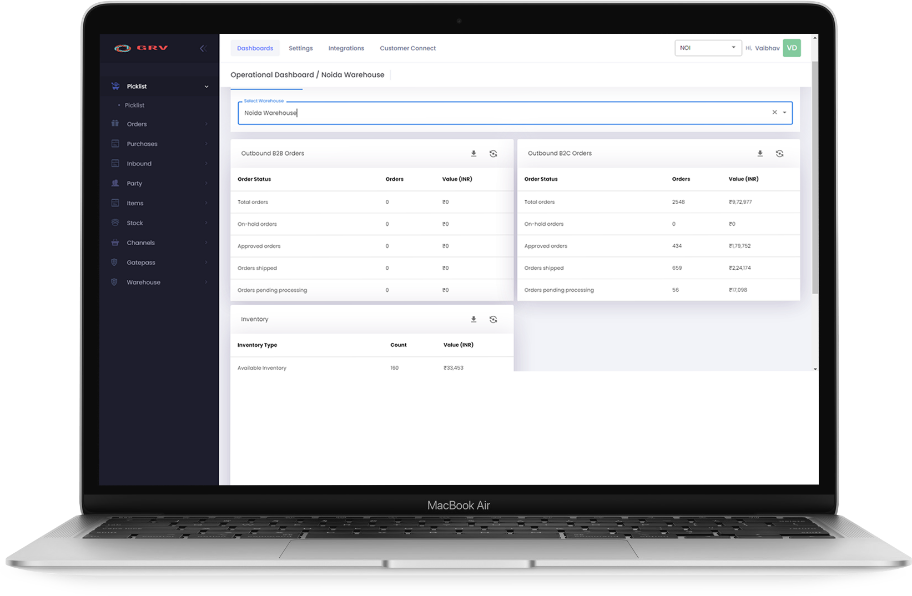 GRV
Dashboards Settings Integrations Customer Connect
NOI
Hi, Vaibhav
VD
Operational Dashboard / Noida Warehouse
Picklist
Picklist
Orders
Purchases
Inbound
Party
Items
Stock
Channels
Gatepass
Warehouse
Select Warehouse
Noida Warehouse
Outbound B2B Orders
Order Status Orders Value (INR)
Total orders 0 ₹0
On-hold orders 0 ₹0
Approved orders 0 ₹0
Orders shipped 0 ₹0
Orders pending processing 0 ₹0
Outbound B2C Orders
Order Status Orders Value (INR)
Total orders 2548 ₹9,72,977
On-hold orders 0 ₹0
Approved orders 434 ₹1,79,752
Orders shipped 659 ₹2,24,174
Orders pending processing 56 ₹17,098
Inventory
Inventory Type Count Value (INR)
Available Inventory 160 ₹33,453
MacBook Air